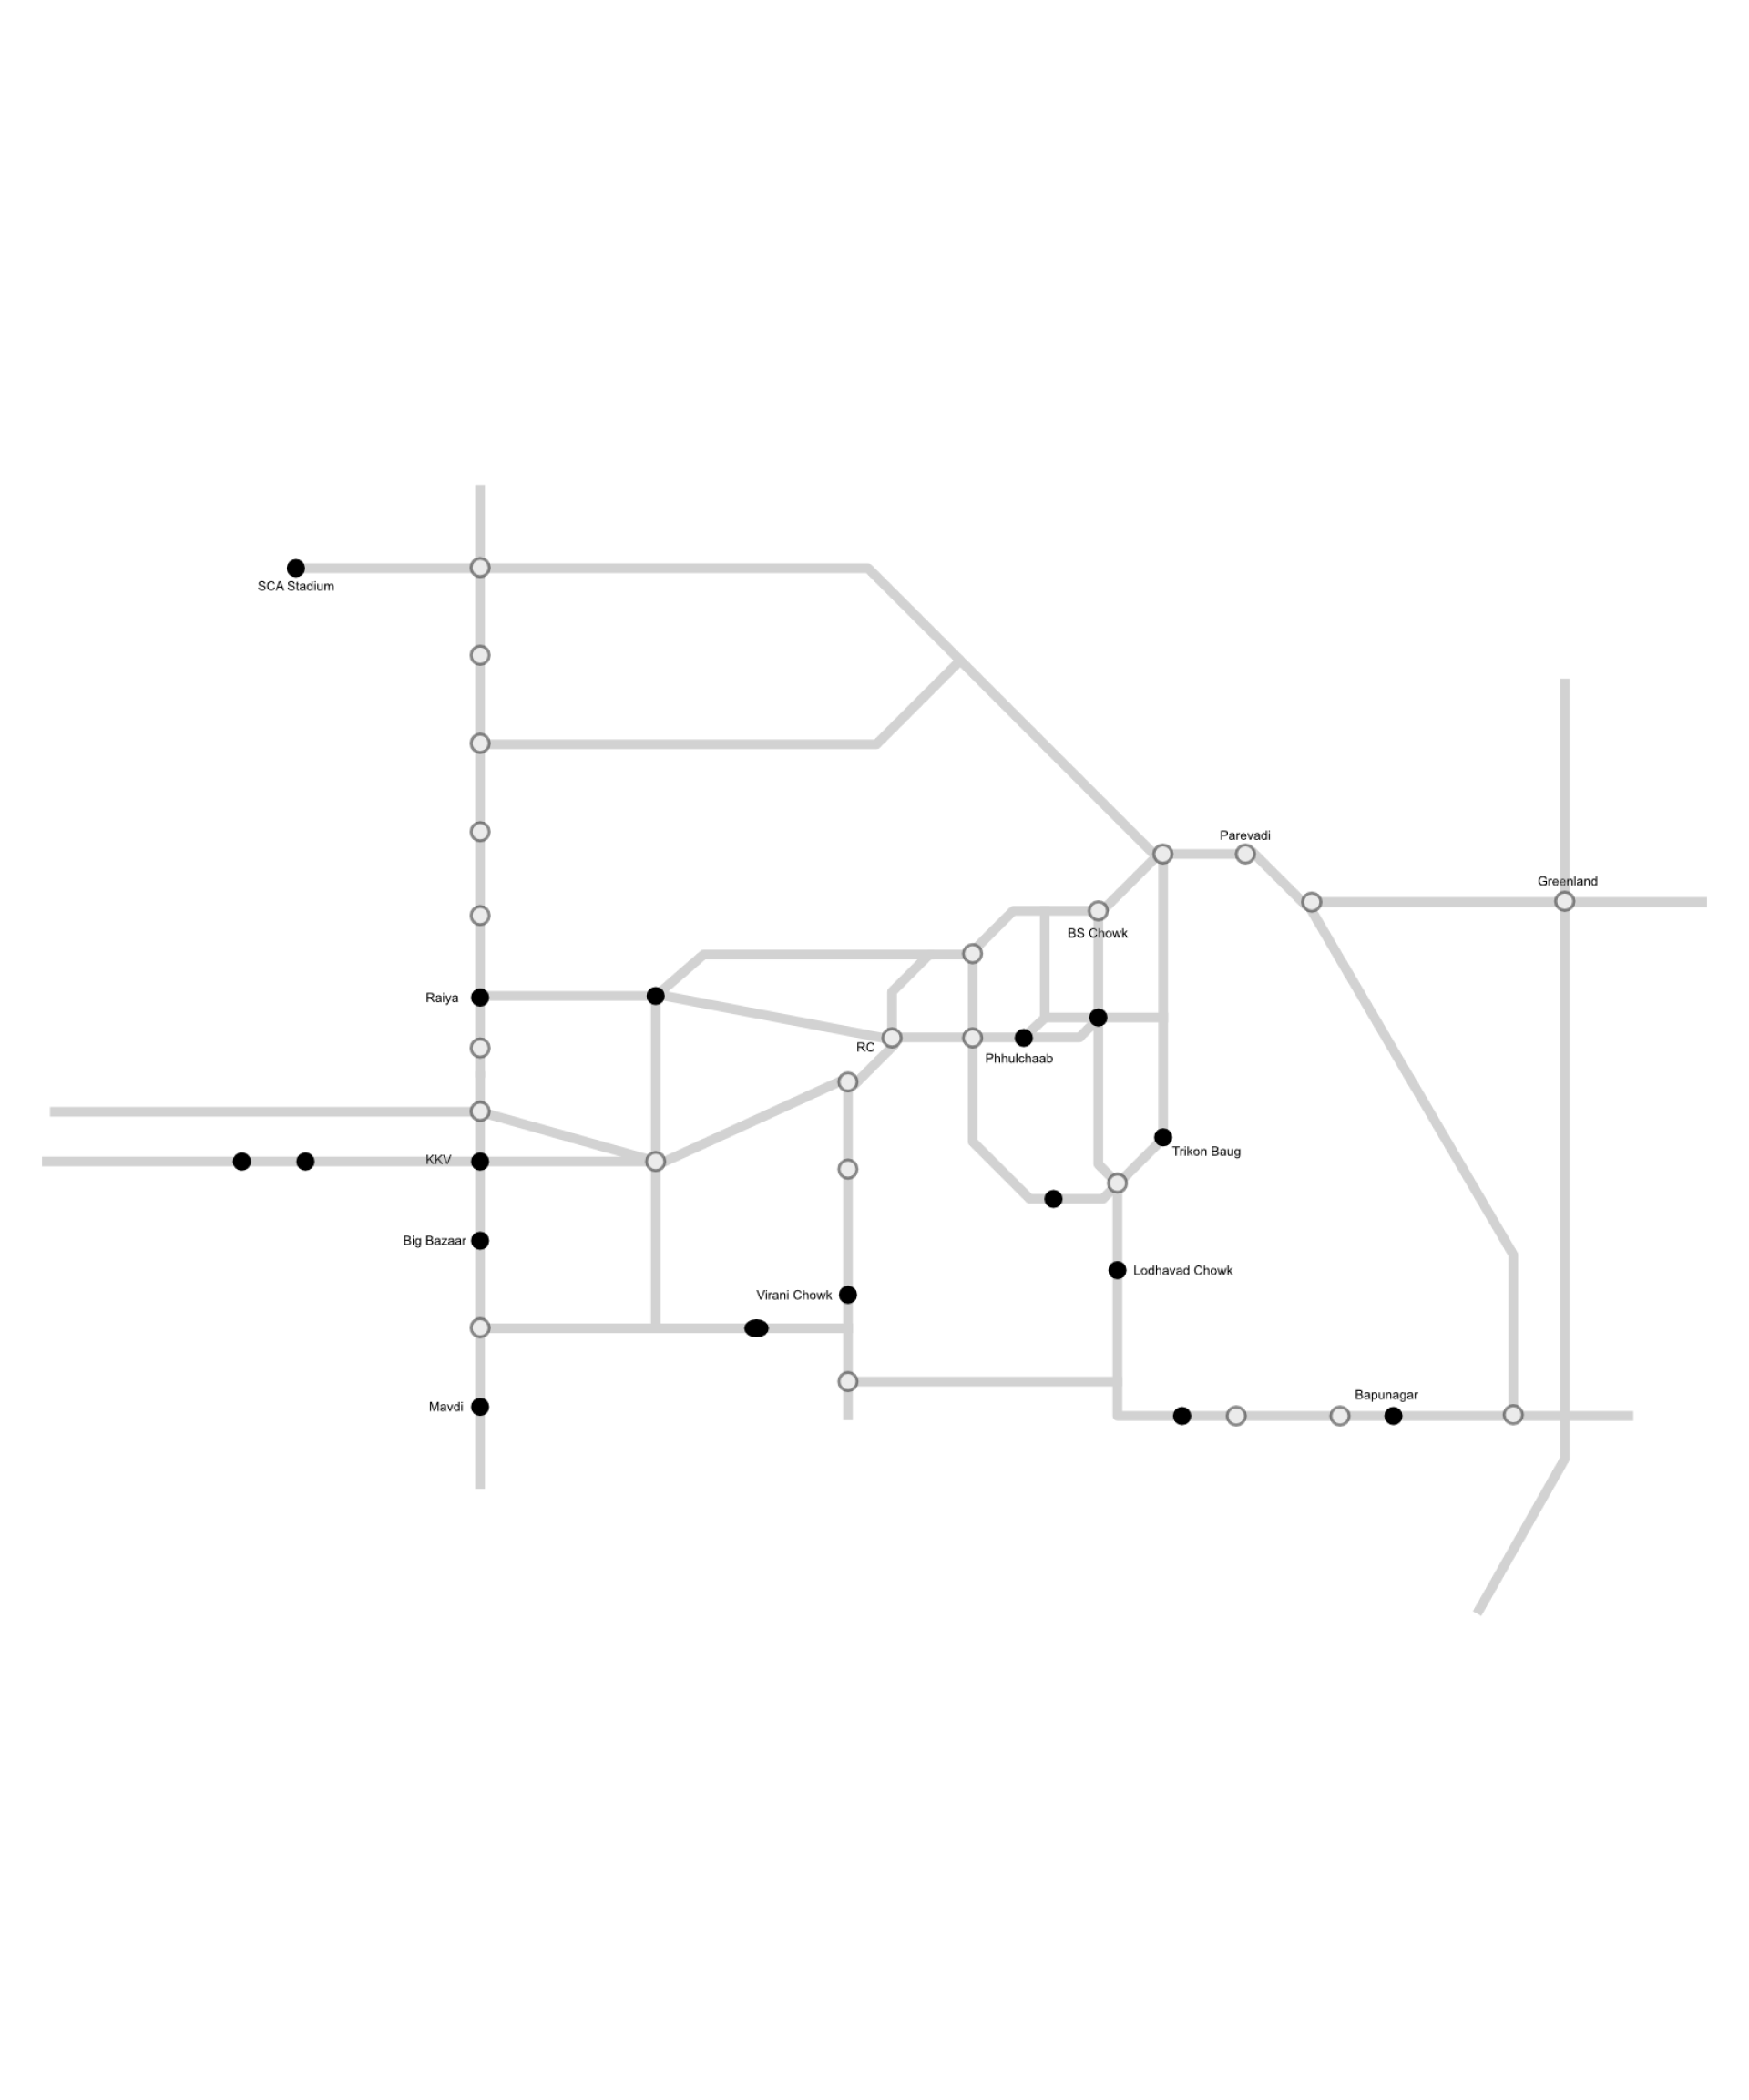 SCA Stadium
Parevadi
Greenland
BS Chowk
Raiya
RC
Phhulchaab
Trikon Baug
KKV
Big Bazaar
Lodhavad Chowk
Virani Chowk
Bapunagar
Mavdi